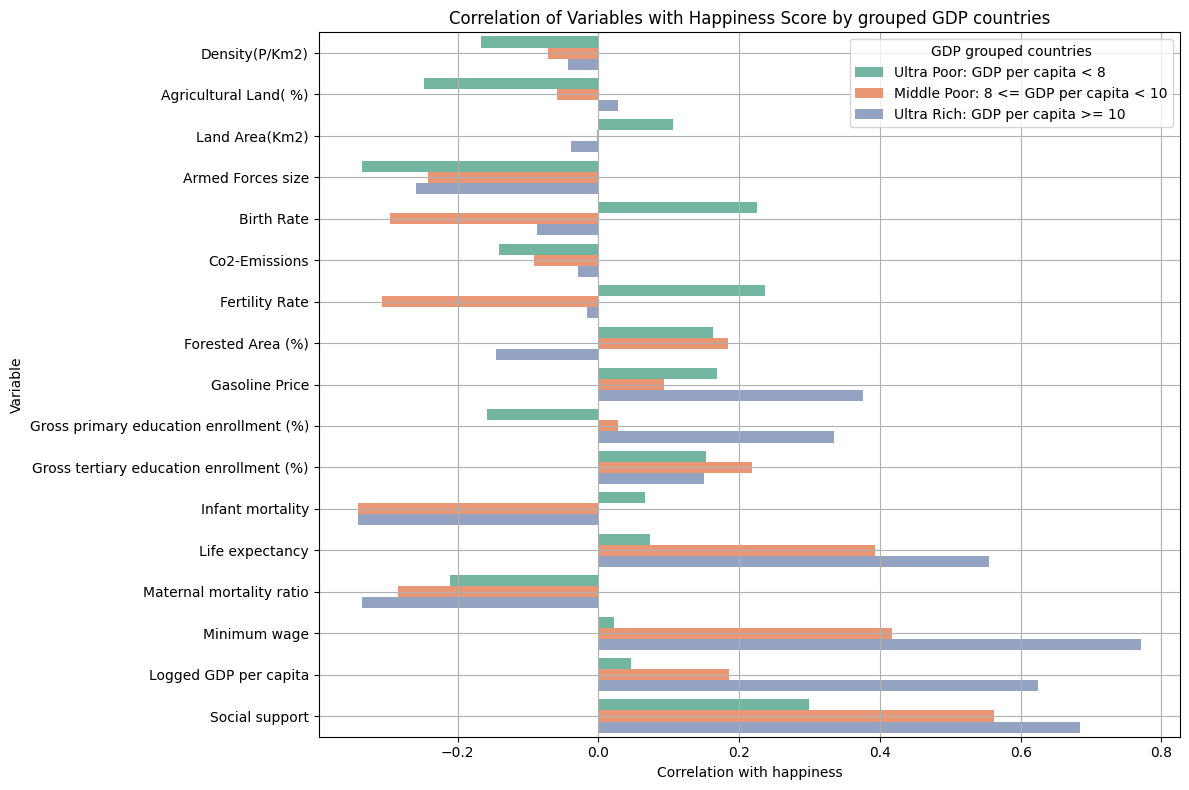 Correlation of Variables with Happiness Score by grouped GDP countries
GDP grouped countries
Ultra Poor: GDP per capita < 8
Middle Poor: 8 <= GDP per capita < 10
Ultra Rich: GDP per capita >= 10
Variable
Density(P/Km2)
Agricultural Land( %)
Land Area(Km2)
Armed Forces size
Birth Rate
Co2-Emissions
Fertility Rate
Forested Area (%)
Gasoline Price
Gross primary education enrollment (%)
Gross tertiary education enrollment (%)
Infant mortality
Life expectancy
Maternal mortality ratio
Minimum wage
Logged GDP per capita
Social support
−0.2 0.0 0.2 0.4 0.6 0.8
Correlation with happiness